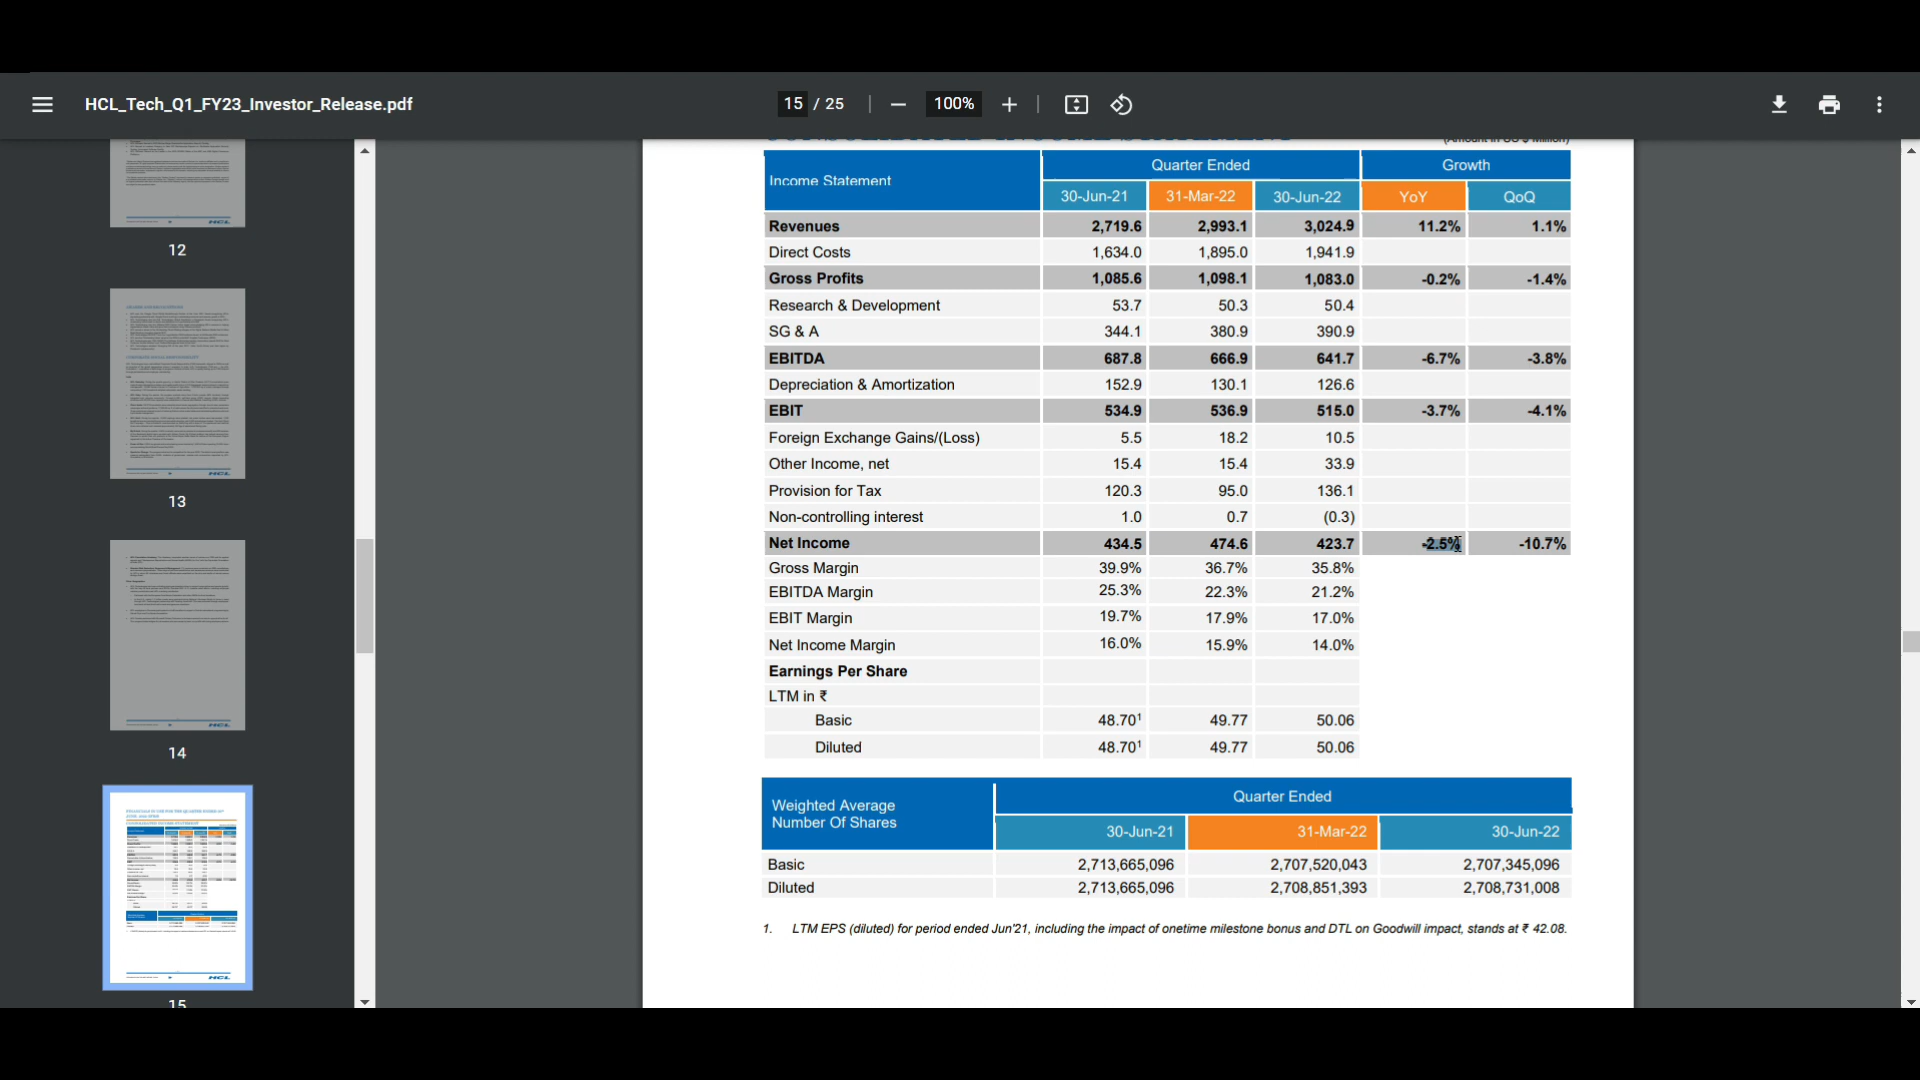 HCL_Tech_Q1_FY23_Investor_Release.pdf
15 / 25
100%
Income Statement Quarter Ended Growth
30-Jun-21 31-Mar-22 30-Jun-22 YoY QoQ
Revenues 2,719.6 2,993.1 3,024.9 11.2% 1.1%
Direct Costs 1,634.0 1,895.0 1,941.9
Gross Profits 1,085.6 1,098.1 1,083.0 -0.2% -1.4%
Research & Development 53.7 50.3 50.4
SG & A 344.1 380.9 390.9
EBITDA 687.8 666.9 641.7 -6.7% -3.8%
Depreciation & Amortization 152.9 130.1 126.6
EBIT 534.9 536.9 515.0 -3.7% -4.1%
Foreign Exchange Gains/(Loss) 5.5 18.2 10.5
Other Income, net 15.4 15.4 33.9
Provision for Tax 120.3 95.0 136.1
Non-controlling interest 1.0 0.7 (0.3)
Net Income 434.5 474.6 423.7 -2.5% -10.7%
Gross Margin 39.9% 36.7% 35.8%
EBITDA Margin 25.3% 22.3% 21.2%
EBIT Margin 19.7% 17.9% 17.0%
Net Income Margin 16.0% 15.9% 14.0%
Earnings Per Share
LTM in ₹
Basic 48.70¹ 49.77 50.06
Diluted 48.70¹ 49.77 50.06
Weighted Average
Number Of Shares
Quarter Ended
30-Jun-21 31-Mar-22 30-Jun-22
Basic 2,713,665,096 2,707,520,043 2,707,345,096
Diluted 2,713,665,096 2,708,851,393 2,708,731,008
1. LTM EPS (diluted) for period ended Jun'21, including the impact of onetime milestone bonus and DTL on Goodwill impact, stands at ₹ 42.08.
HCL
12
HCL
13
HCL
14
HCL
15